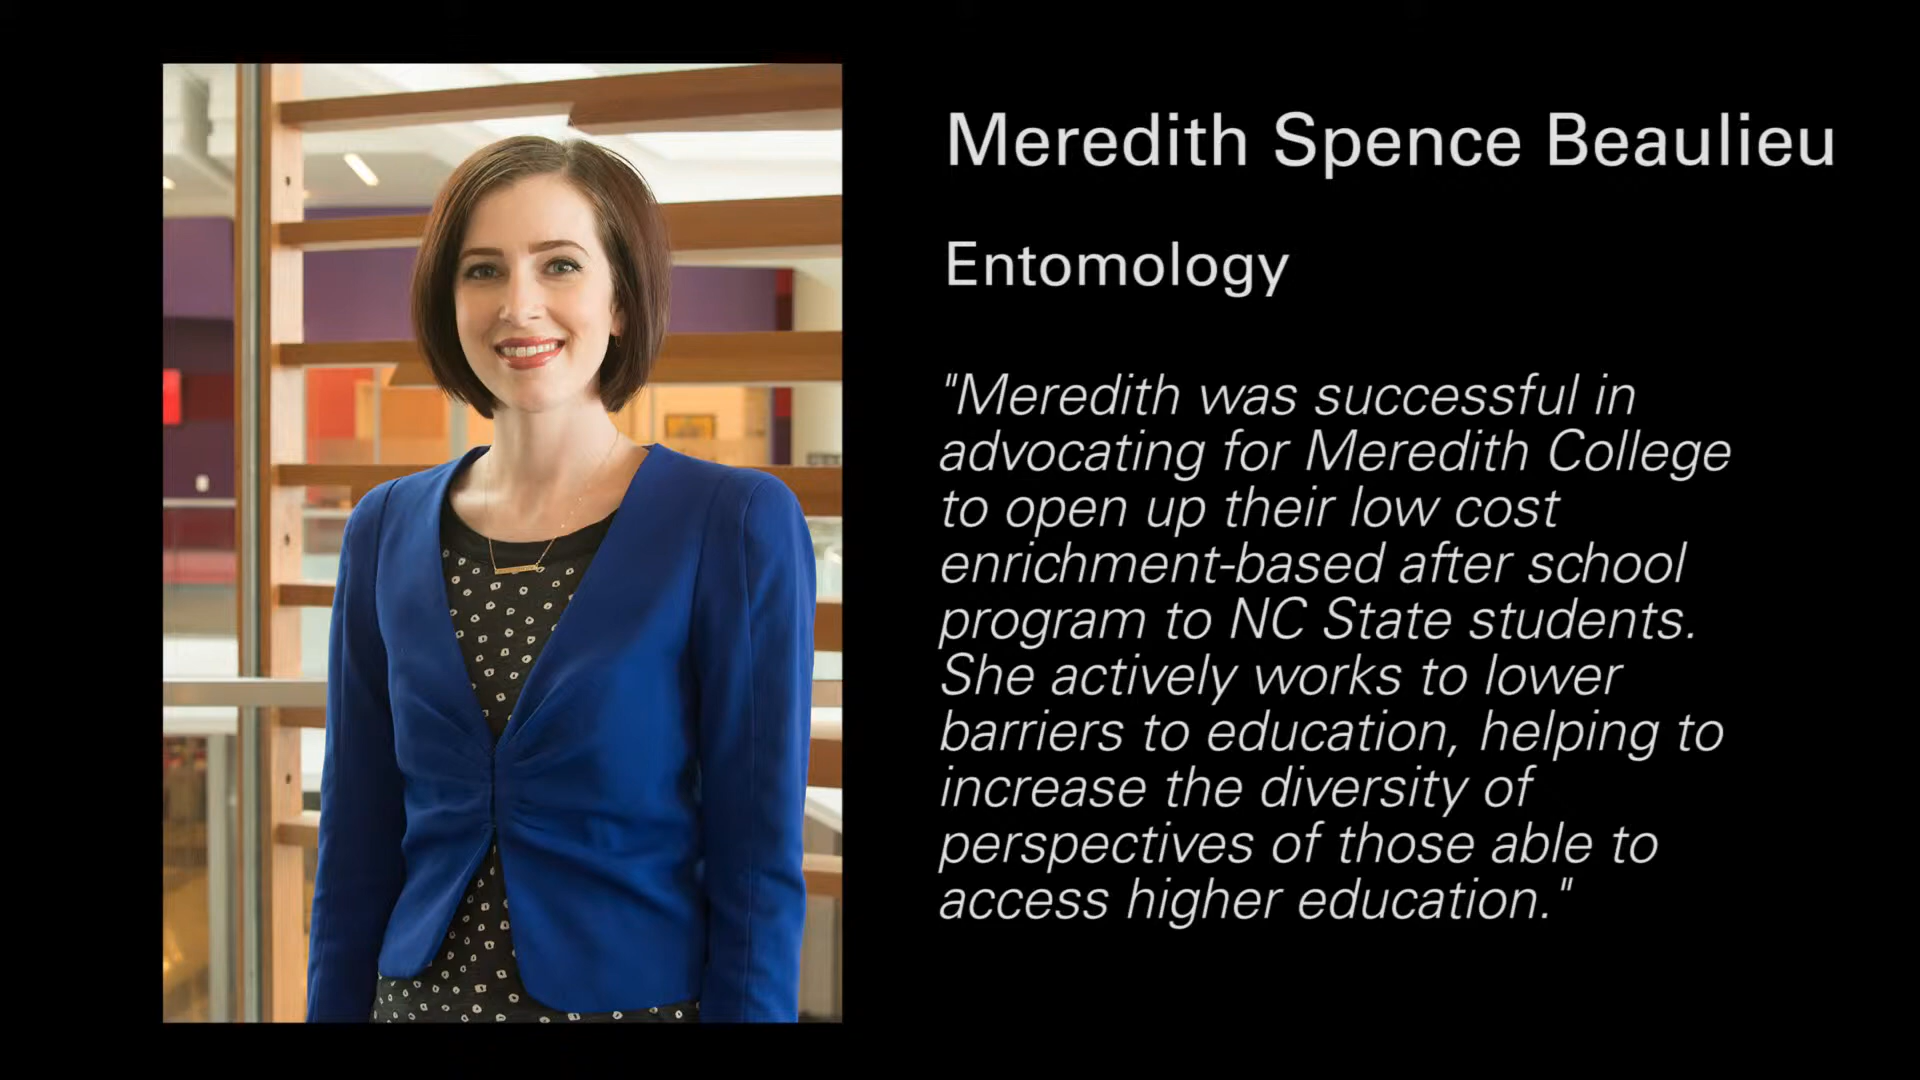 Meredith Spence Beaulieu
Entomology
"Meredith was successful in
advocating for Meredith College
to open up their low cost
enrichment-based after school
program to NC State students.
She actively works to lower
barriers to education, helping to
increase the diversity of
perspectives of those able to
access higher education."